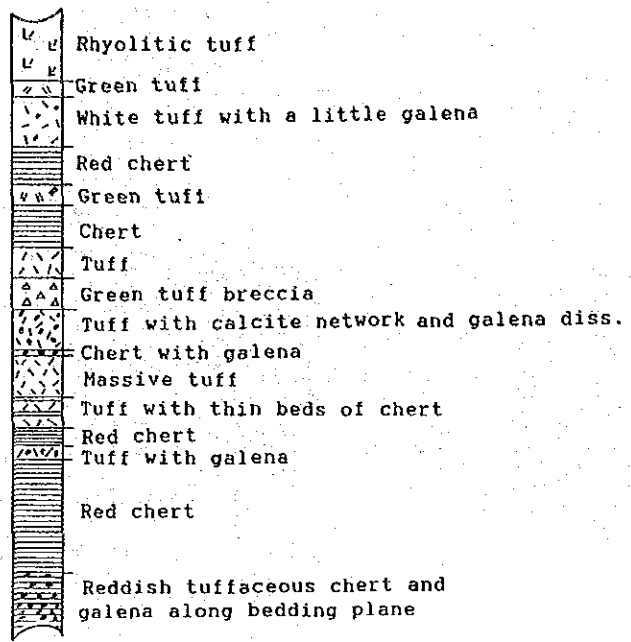 Rhyolitic tuff
Green tuff
White tuff with a little galena
Red chert
Green tuff
Chert
Tuff
Green tuff breccia
Tuff with calcite network and galena diss.
Chert with galena
Massive tuff
Tuff with thin beds of chert
Red chert
Tuff with galena
Red chert
Reddish tuffaceous chert and
galena along bedding plane